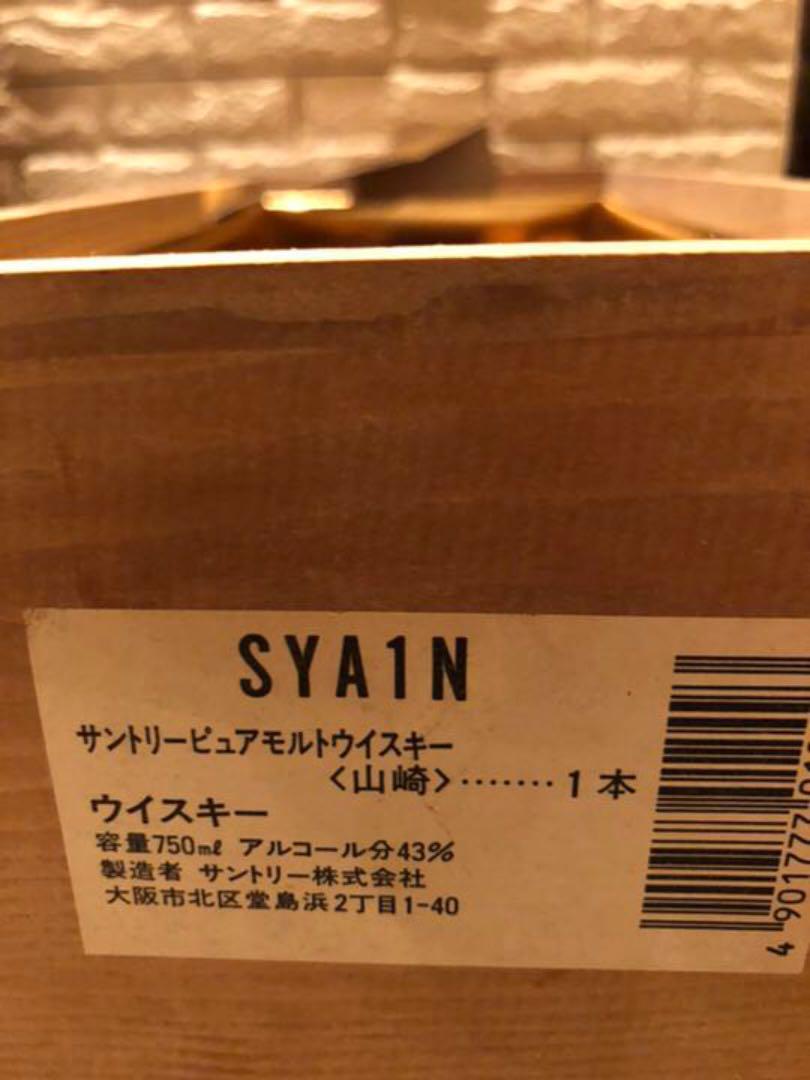 SYA1N
サントリーピュアモルトウイスキー
〈山崎〉‥‥‥‥1本
ウイスキー
容量750ml アルコール分43%
製造者 サントリー株式会社
大阪市北区堂島浜2丁目1-40
4 901777